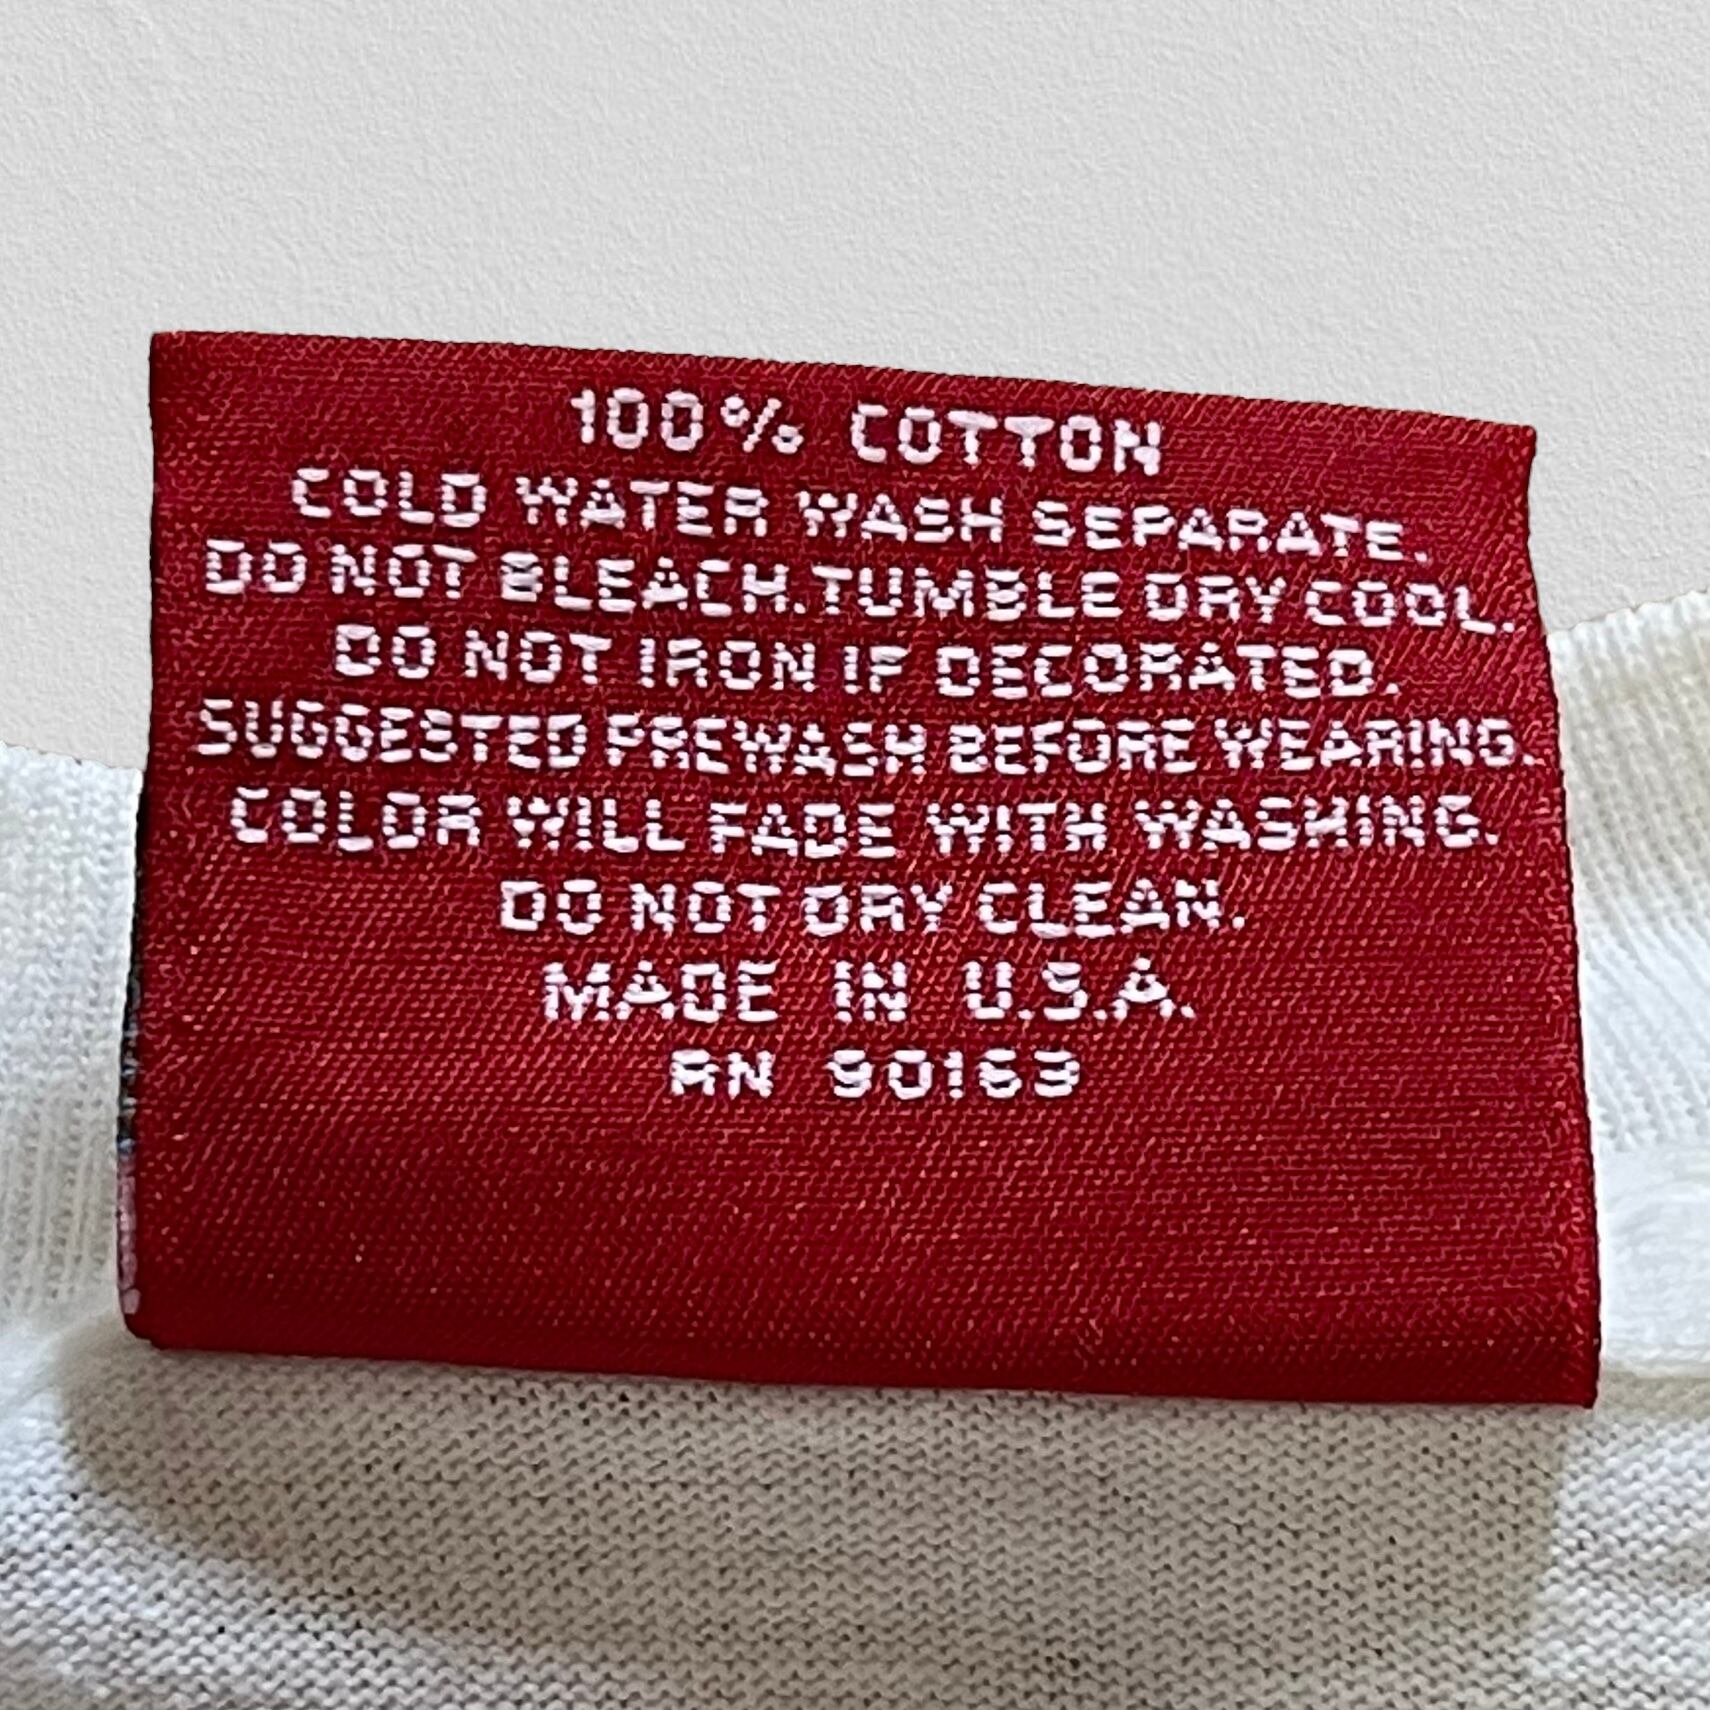 100% COTTON
COLD WATER WASH SEPARATE.
DO NOT BLEACH. TUMBLE DRY COOL.
DO NOT IRON IF DECORATED.
SUGGESTED PREWASH BEFORE WEARING.
COLOR WILL FADE WITH WASHING.
DO NOT DRY CLEAN.
MADE IN U.S.A.
RN 90163